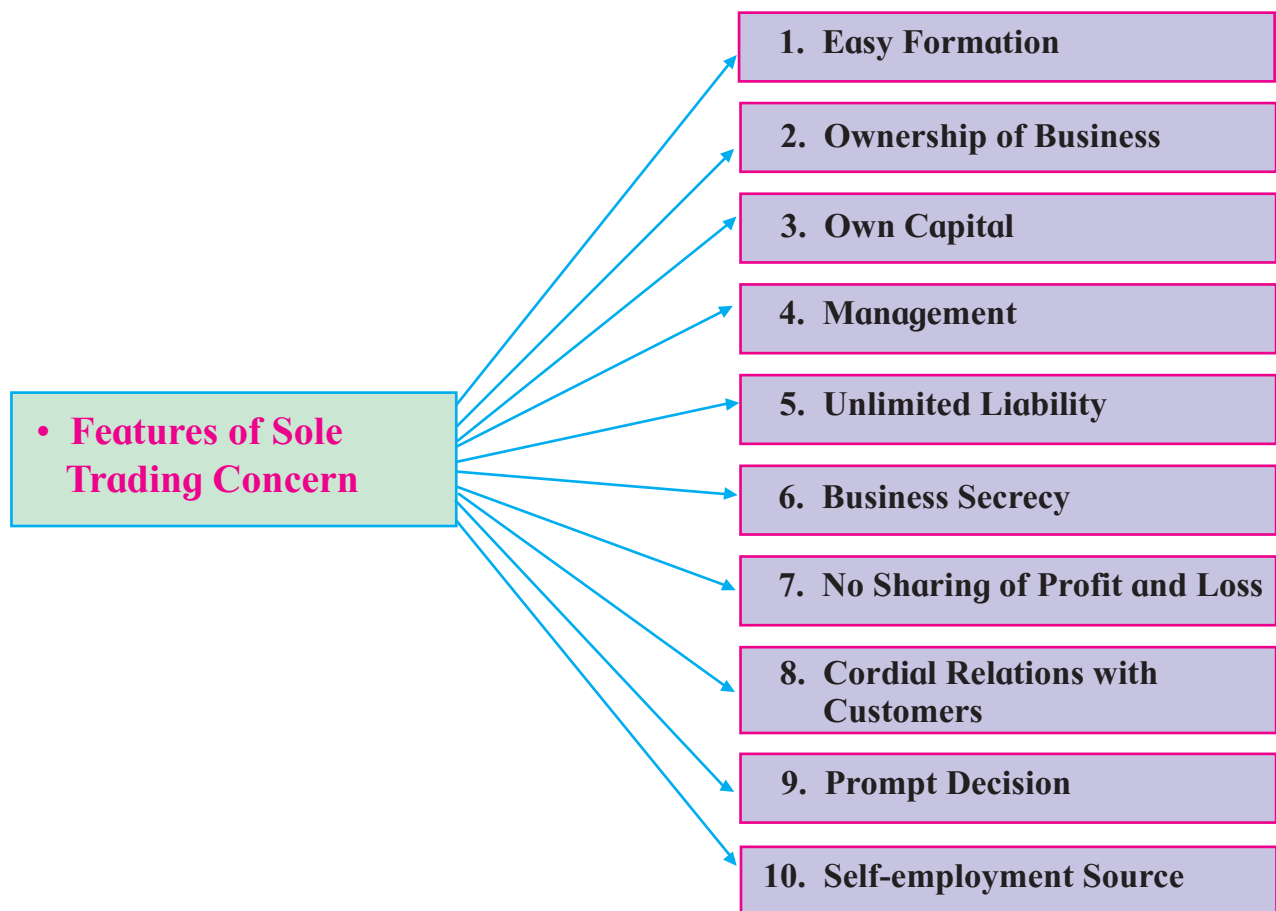 • Features of Sole
Trading Concern
1. Easy Formation
2. Ownership of Business
3. Own Capital
4. Management
5. Unlimited Liability
6. Business Secrecy
7. No Sharing of Profit and Loss
8. Cordial Relations with
Customers
9. Prompt Decision
10. Self-employment Source